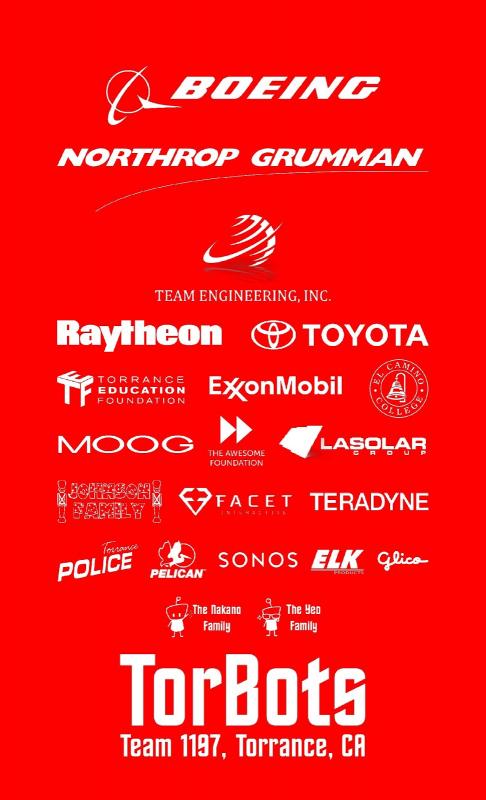 BOEING
NORTHROP GRUMMAN
TEAM ENGINEERING, INC.
Raytheon
TOYOTA
TORRANCE
EDUCATION
FOUNDATION
ExxonMobil
EL CAMINO
COLLEGE
MOOG
THE AWESOME
FOUNDATION
LASOLAR
GROUP
JOHNSON
FAMILY
FACET
INTERACTIVE
TERADYNE
Torrance
POLICE
PELICAN
SONOS
ELK
PRODUCTS
Glico
The Nakano
Family
The Yeo
Family
TorBots
Team 1197, Torrance, CA